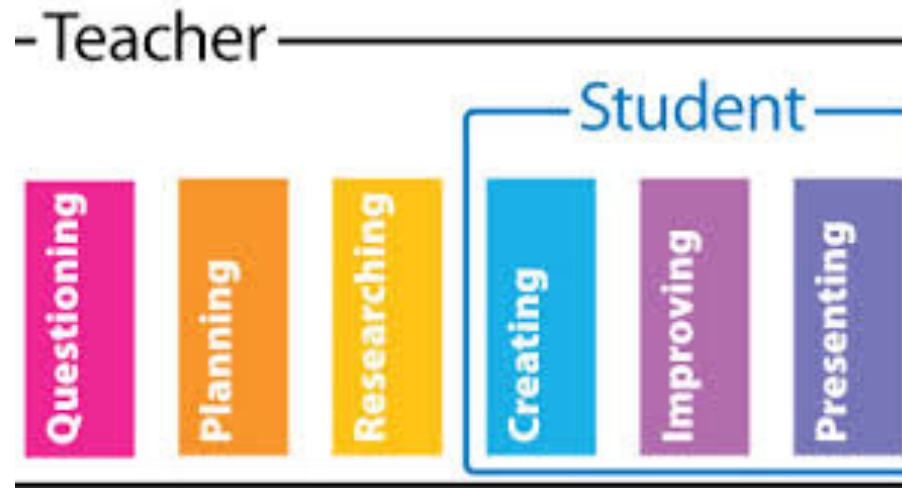 Teacher
Student
Questioning
Planning
Researching
Creating
Improving
Presenting